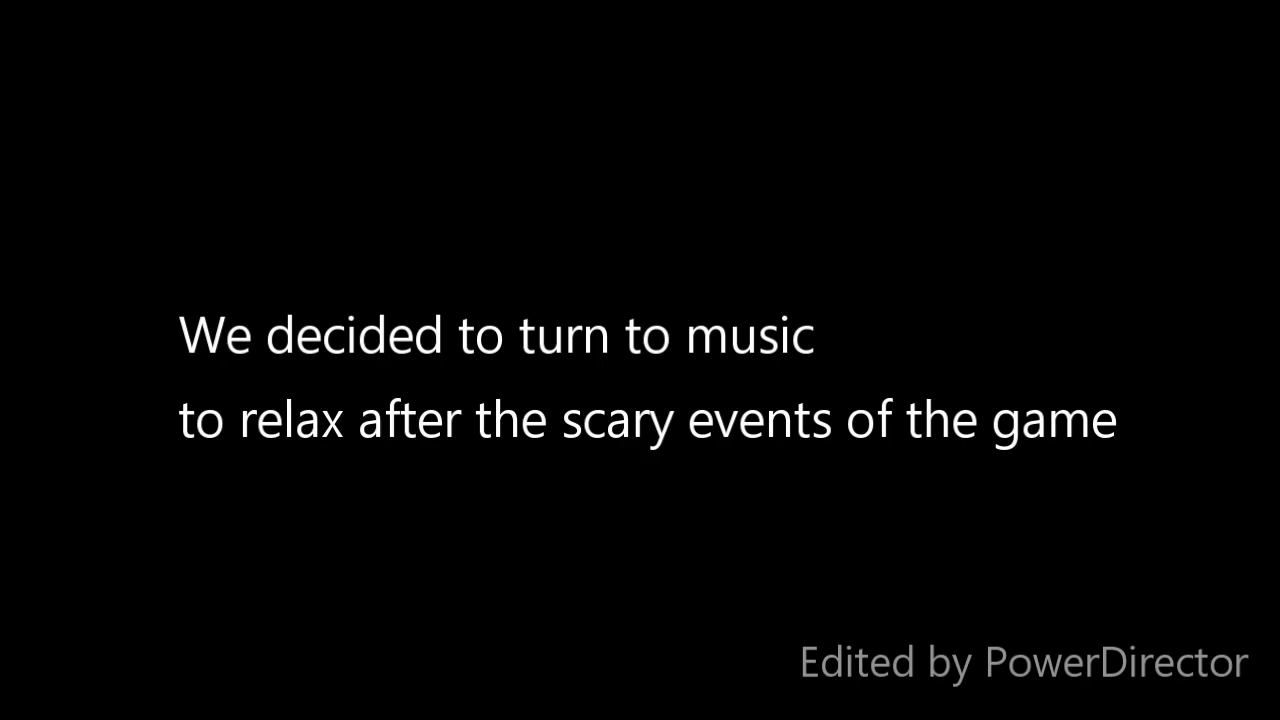 We decided to turn to music
to relax after the scary events of the game
Edited by PowerDirector